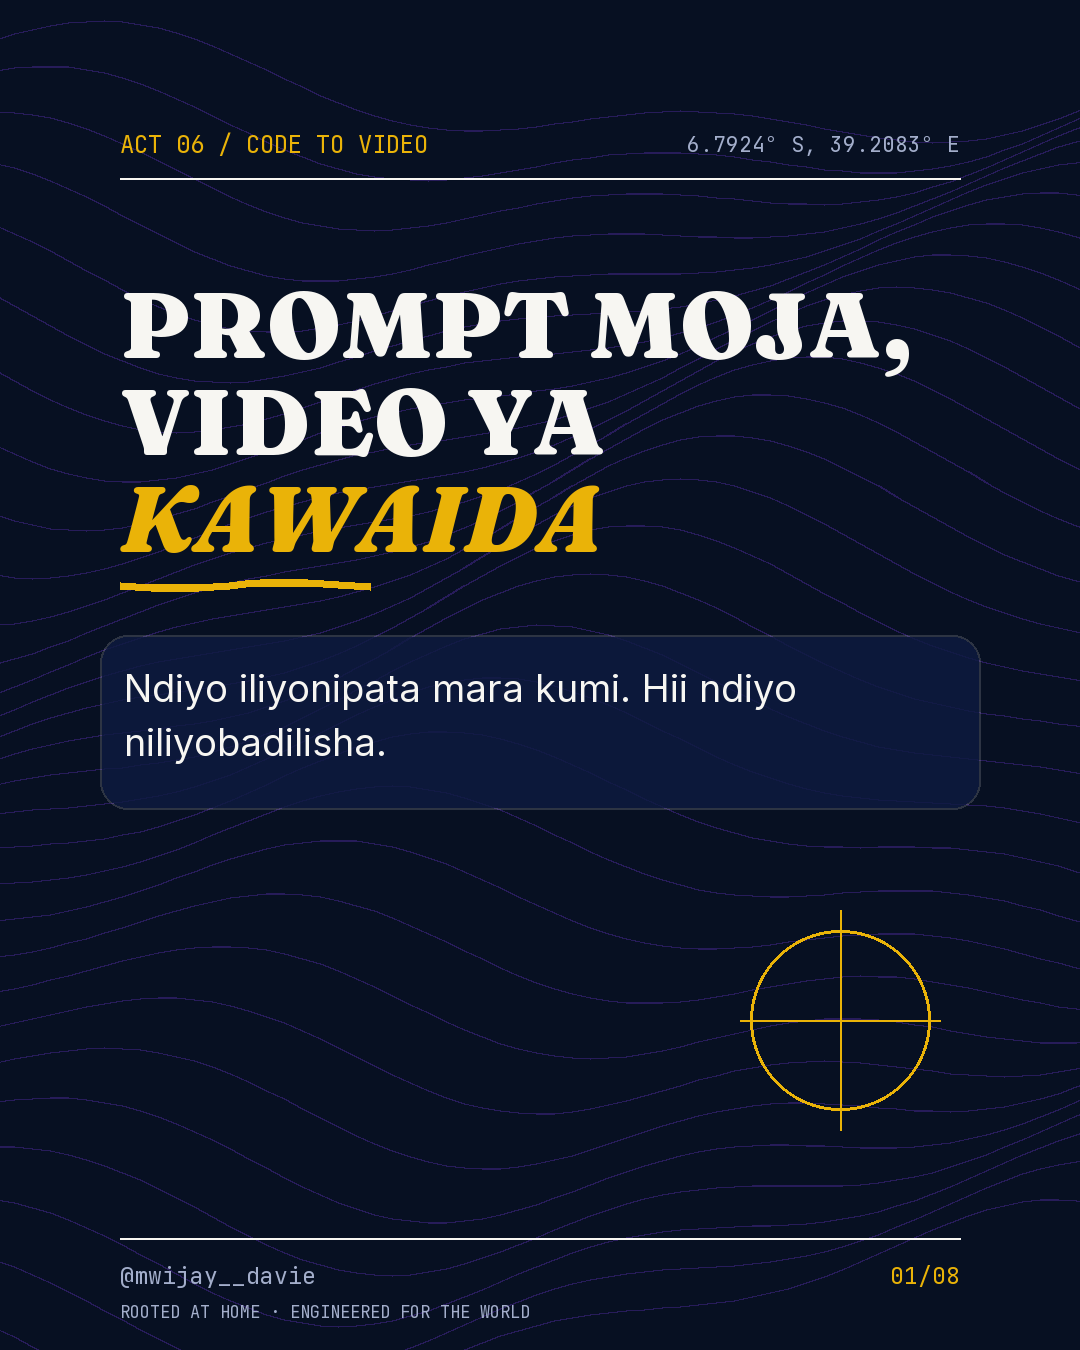 ACT 06 / CODE TO VIDEO
6.7924° S, 39.2083° E
PROMPT MOJA,
VIDEO YA
KAWAIDA
Ndiyo iliyonipata mara kumi. Hii ndiyo
niliyobadilisha.
@mwijay__davie
01/08
ROOTED AT HOME · ENGINEERED FOR THE WORLD